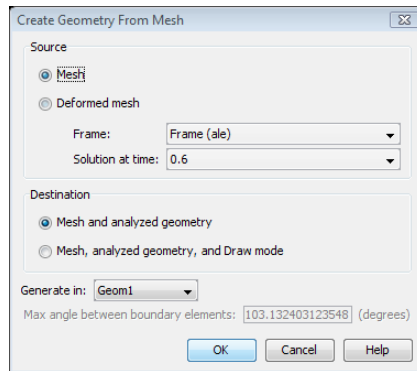 Create Geometry From Mesh
Source
Mesh
Deformed mesh
Frame: Frame (ale)
Solution at time: 0.6
Destination
Mesh and analyzed geometry
Mesh, analyzed geometry, and Draw mode
Generate in: Geom1
Max angle between boundary elements: 103.132403123548 (degrees)
OK Cancel Help